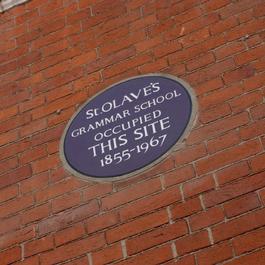 St OLAVE'S
GRAMMAR SCHOOL
OCCUPIED
THIS SITE
1855-1967